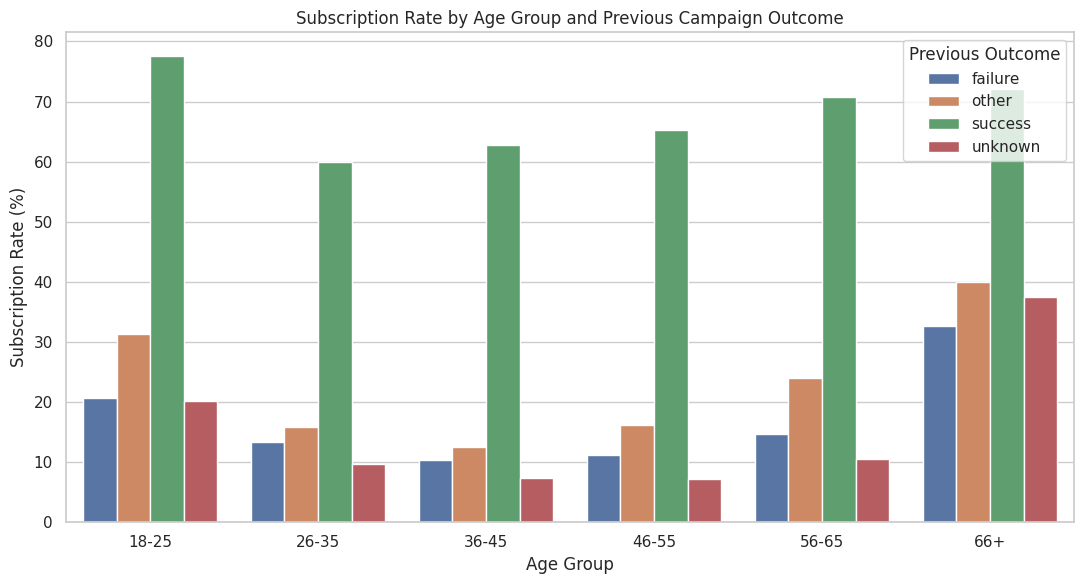 Subscription Rate by Age Group and Previous Campaign Outcome
Previous Outcome
failure
other
success
unknown
Subscription Rate (%)
80
70
60
50
40
30
20
10
0
18-25
26-35
36-45
46-55
56-65
66+
Age Group